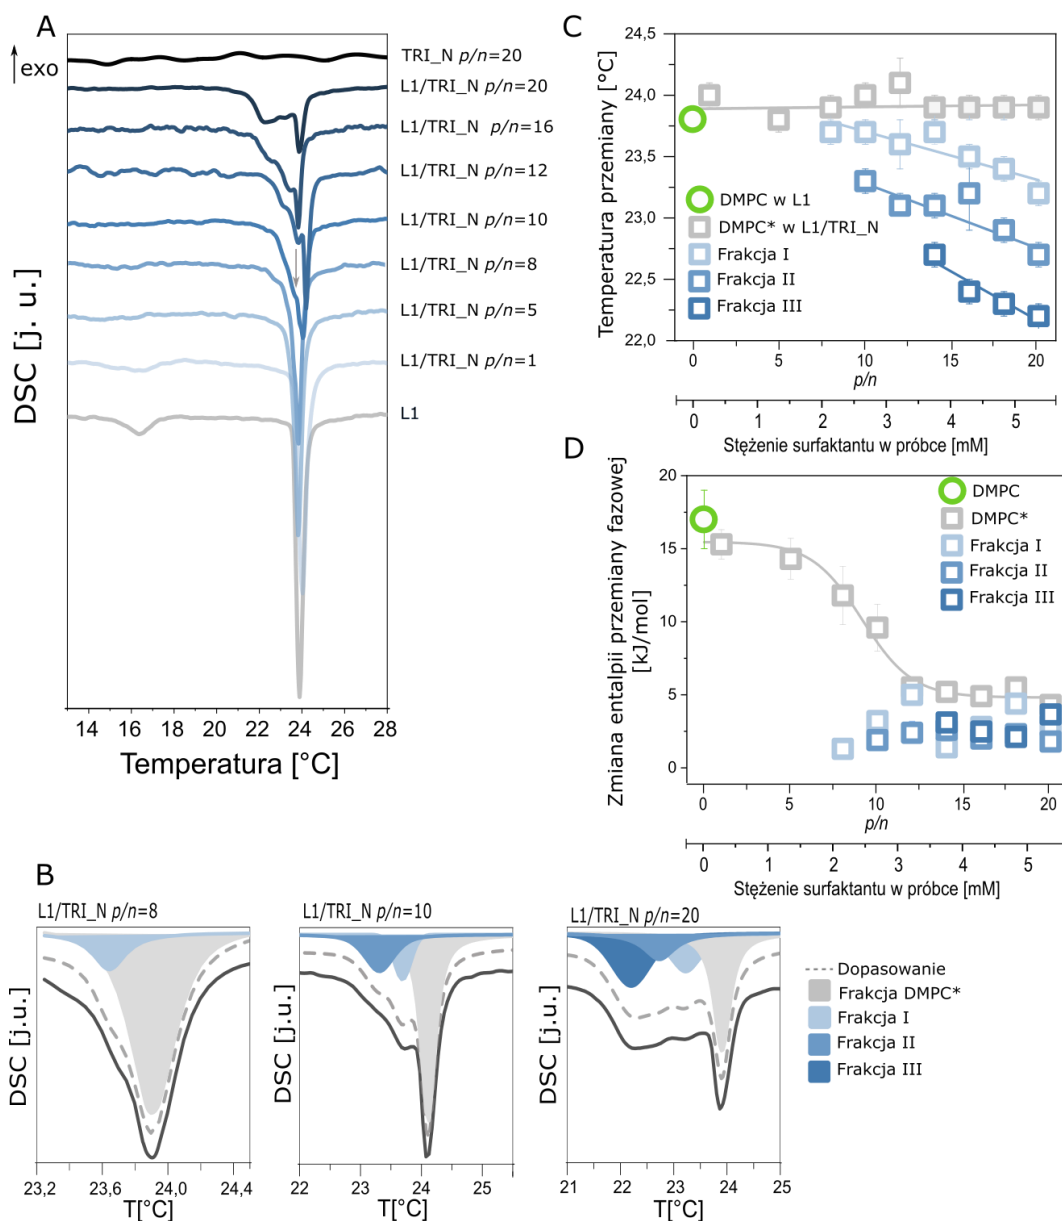 A
exo
TRI_N p/n=20
L1/TRI_N p/n=20
L1/TRI_N p/n=16
L1/TRI_N p/n=12
L1/TRI_N p/n=10
L1/TRI_N p/n=8
L1/TRI_N p/n=5
L1/TRI_N p/n=1
L1
DSC [j. u.]
14 16 18 20 22 24 26 28
Temperatura [°C]
C
24,5
24,0
23,5
23,0
22,5
22,0
Temperatura przemiany [°C]
DMPC w L1
DMPC* w L1/TRI_N
Frakcja I
Frakcja II
Frakcja III
0 5 10 15 20
p/n
0 1 2 3 4 5
Stężenie surfaktantu w próbce [mM]
D
20
15
10
5
0
Zmiana entalpii przemiany fazowej
[kJ/mol]
DMPC
DMPC*
Frakcja I
Frakcja II
Frakcja III
0 5 10 15 20
p/n
0 1 2 3 4 5
Stężenie surfaktantu w próbce [mM]
B
L1/TRI_N p/n=8
DSC [j.u.]
23,2 23,6 24,0 24,4
T[°C]
L1/TRI_N p/n=10
DSC [j.u.]
22 23 24 25
T[°C]
L1/TRI_N p/n=20
DSC [j.u.]
21 22 23 24 25
T[°C]
Dopasowanie
Frakcja DMPC*
Frakcja I
Frakcja II
Frakcja III